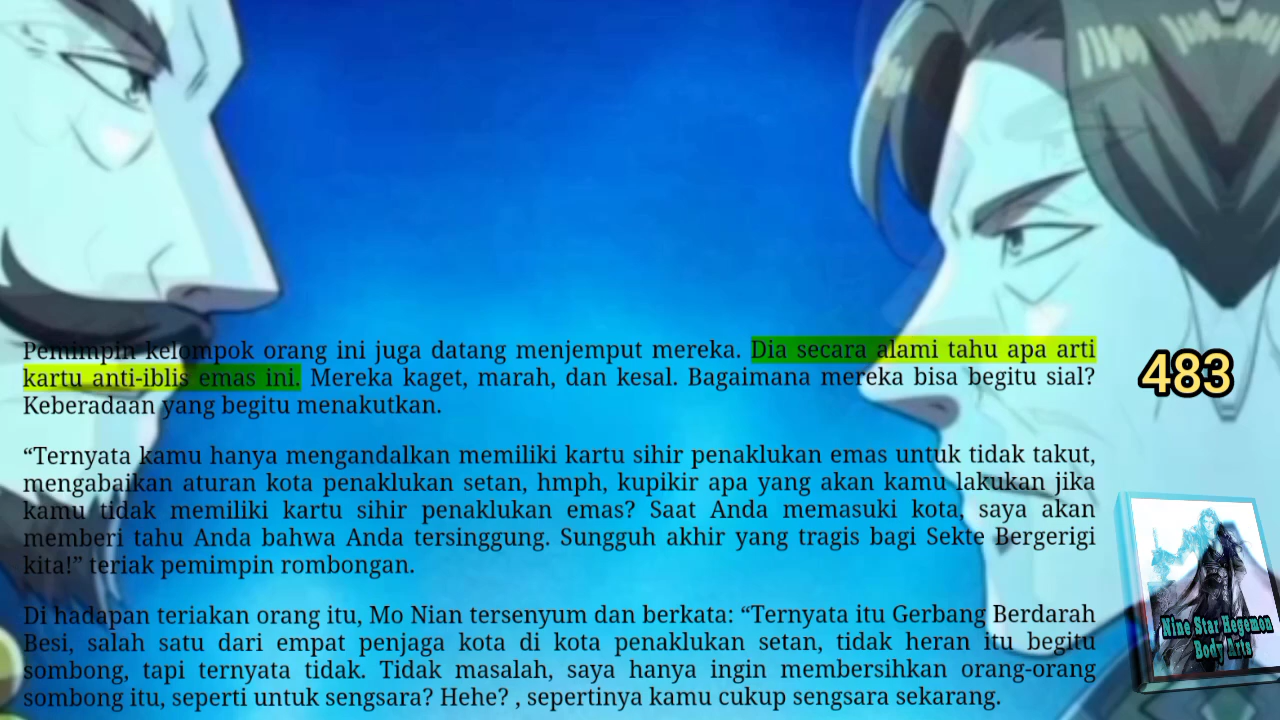 Pemimpin kelompok orang ini juga datang menjemput mereka. Dia secara alami tahu apa arti
kartu anti-iblis emas ini. Mereka kaget, marah, dan kesal. Bagaimana mereka bisa begitu sial?
Keberadaan yang begitu menakutkan.
“Ternyata kamu hanya mengandalkan memiliki kartu sihir penaklukan emas untuk tidak takut,
mengabaikan aturan kota penaklukan setan, hmph, kupikir apa yang akan kamu lakukan jika
kamu tidak memiliki kartu sihir penaklukan emas? Saat Anda memasuki kota, saya akan
memberi tahu Anda bahwa Anda tersinggung. Sungguh akhir yang tragis bagi Sekte Bergerigi
kita!” teriak pemimpin rombongan.
Di hadapan teriakan orang itu, Mo Nian tersenyum dan berkata: “Ternyata itu Gerbang Berdarah
Besi, salah satu dari empat penjaga kota di kota penaklukan setan, tidak heran itu begitu
sombong, tapi ternyata tidak. Tidak masalah, saya hanya ingin membersihkan orang-orang
sombong itu, seperti untuk sengsara? Hehe? , sepertinya kamu cukup sengsara sekarang.
483
Nine Star Hegemon
Body Arts